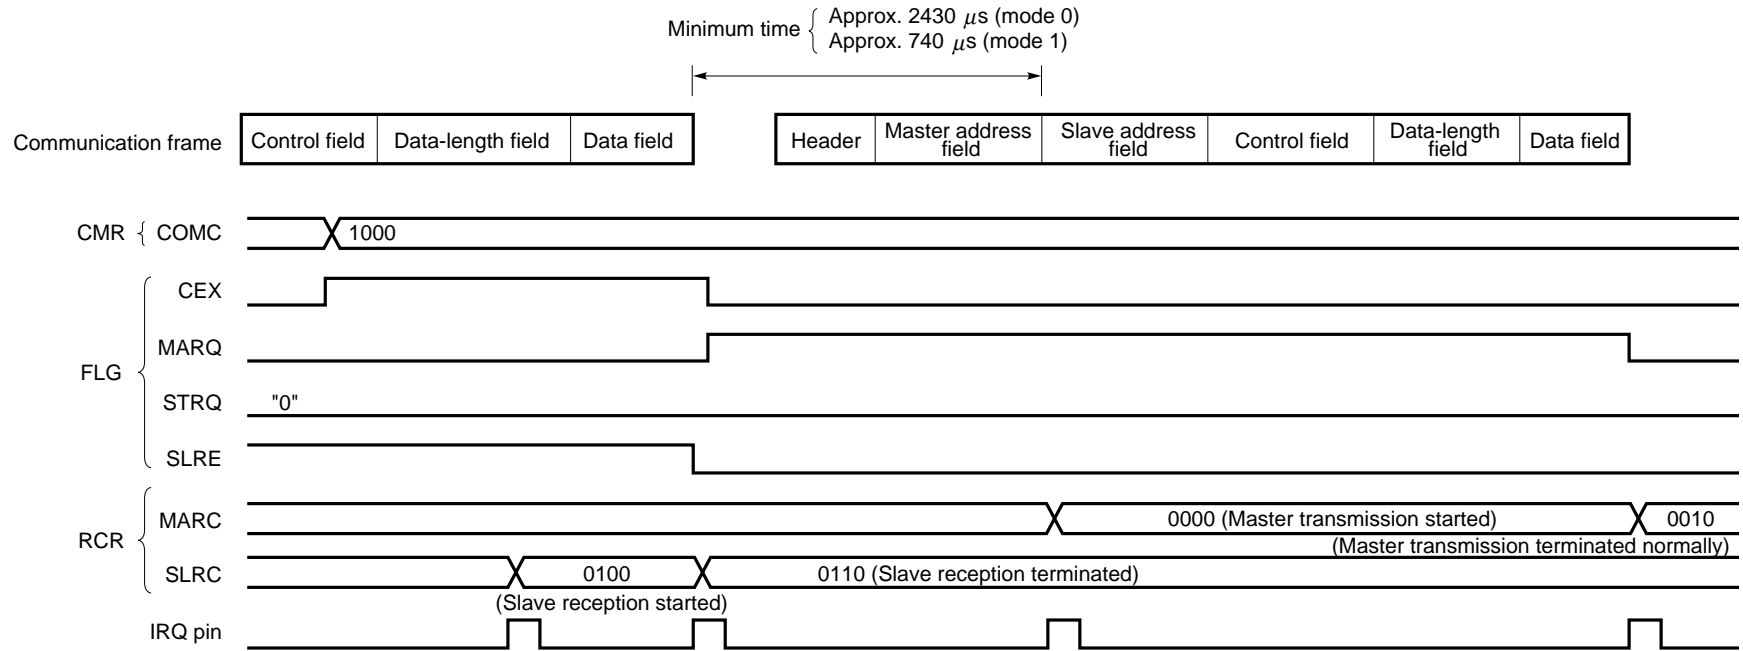 Minimum time
Approx. 2430 μs (mode 0)
Approx. 740 μs (mode 1)
Communication frame
Control field
Data-length field
Data field
Header
Master address
field
Slave address
field
Control field
Data-length
field
Data field
CMR
COMC
1000
FLG
CEX
MARQ
STRQ
"0"
SLRE
RCR
MARC
0000 (Master transmission started)
0010
(Master transmission terminated normally)
SLRC
0100
0110 (Slave reception terminated)
(Slave reception started)
IRQ pin